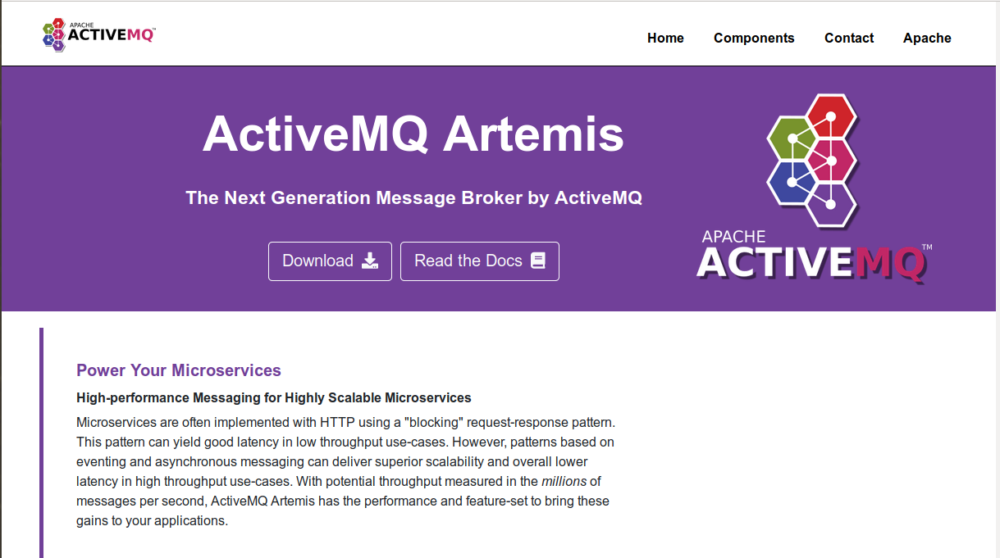 APACHE
ACTIVEMQ™
Home Components Contact Apache
ActiveMQ Artemis
The Next Generation Message Broker by ActiveMQ
Download Read the Docs
APACHE
ACTIVEMQ™
Power Your Microservices
High-performance Messaging for Highly Scalable Microservices
Microservices are often implemented with HTTP using a "blocking" request-response pattern.
This pattern can yield good latency in low throughput use-cases. However, patterns based on
eventing and asynchronous messaging can deliver superior scalability and overall lower
latency in high throughput use-cases. With potential throughput measured in the millions of
messages per second, ActiveMQ Artemis has the performance and feature-set to bring these
gains to your applications.